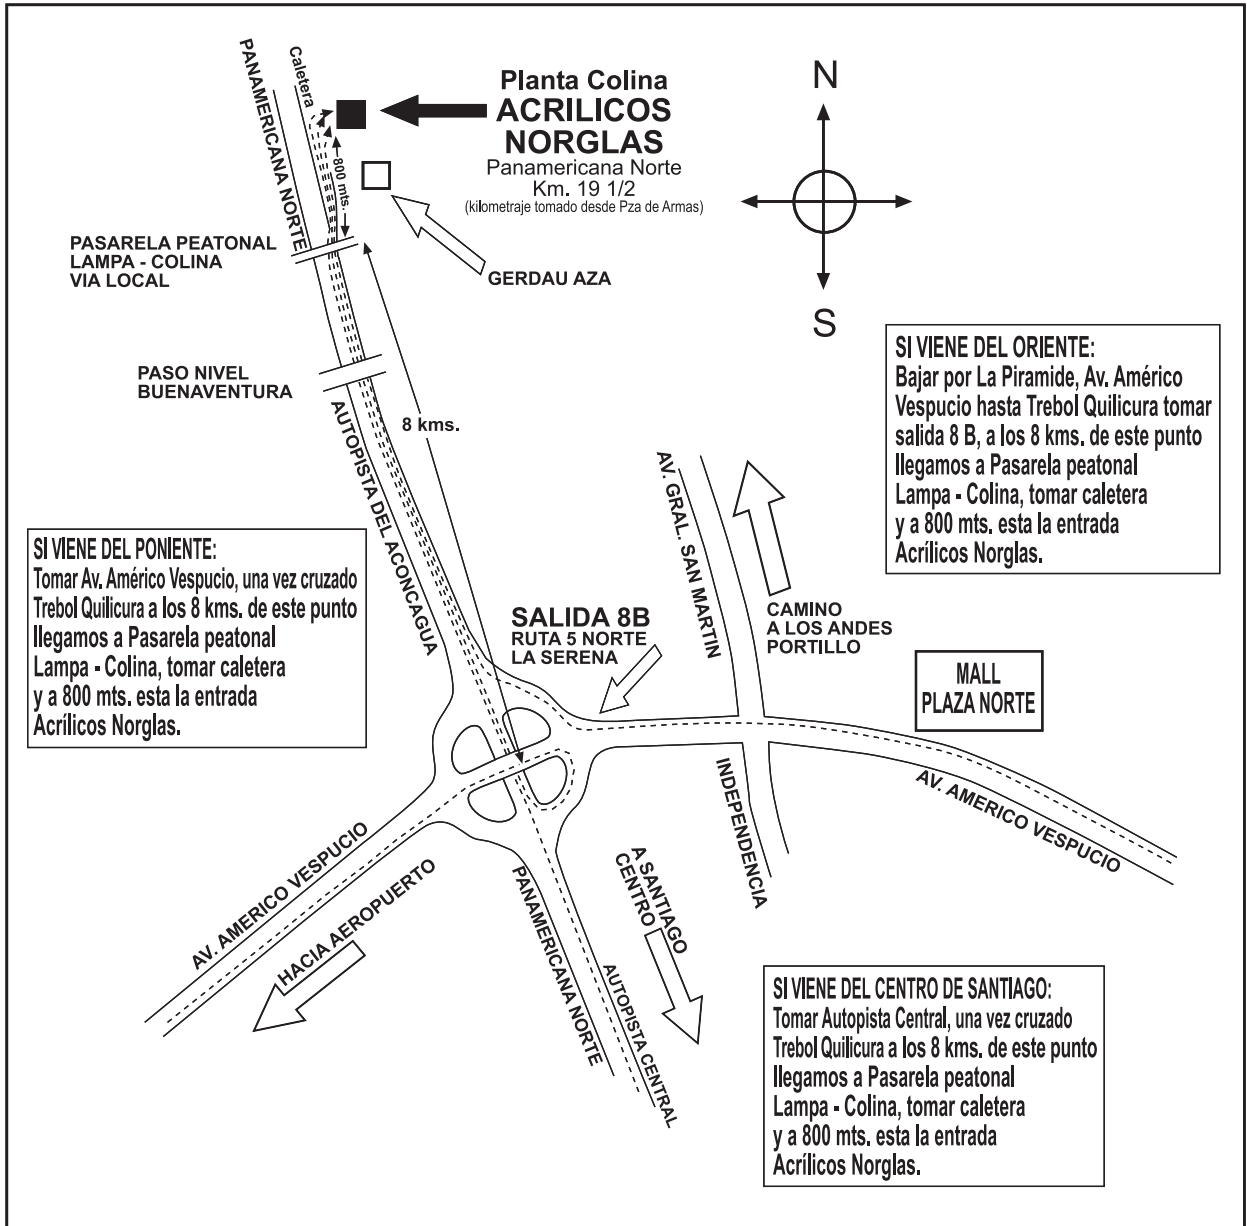 PANAMERICANA NORTE
Caletera
Planta Colina
ACRILICOS
NORGLAS
Panamericana Norte
Km. 19 1/2
(kilometraje tomado desde Pza de Armas)
800 mts.
N
S
PASARELA PEATONAL
LAMPA - COLINA
VIA LOCAL
GERDAU AZA
PASO NIVEL
BUENAVENTURA
8 kms.
AUTOPISTA DEL ACONCAGUA
SI VIENE DEL ORIENTE:
Bajar por La Piramide, Av. Américo
Vespucio hasta Trebol Quilicura tomar
salida 8 B, a los 8 kms. de este punto
llegamos a Pasarela peatonal
Lampa - Colina, tomar caletera
y a 800 mts. esta la entrada
Acrílicos Norglas.
SI VIENE DEL PONIENTE:
Tomar Av. Américo Vespucio, una vez cruzado
Trebol Quilicura a los 8 kms. de este punto
llegamos a Pasarela peatonal
Lampa - Colina, tomar caletera
y a 800 mts. esta la entrada
Acrílicos Norglas.
AV. GRAL. SAN MARTIN
SALIDA 8B
RUTA 5 NORTE
LA SERENA
CAMINO
A LOS ANDES
PORTILLO
MALL
PLAZA NORTE
AV. AMERICO VESPUCIO
INDEPENDENCIA
AV. AMERICO VESPUCIO
HACIA AEROPUERTO
PANAMERICANA NORTE
A SANTIAGO
CENTRO
AUTOPISTA CENTRAL
SI VIENE DEL CENTRO DE SANTIAGO:
Tomar Autopista Central, una vez cruzado
Trebol Quilicura a los 8 kms. de este punto
llegamos a Pasarela peatonal
Lampa - Colina, tomar caletera
y a 800 mts. esta la entrada
Acrílicos Norglas.